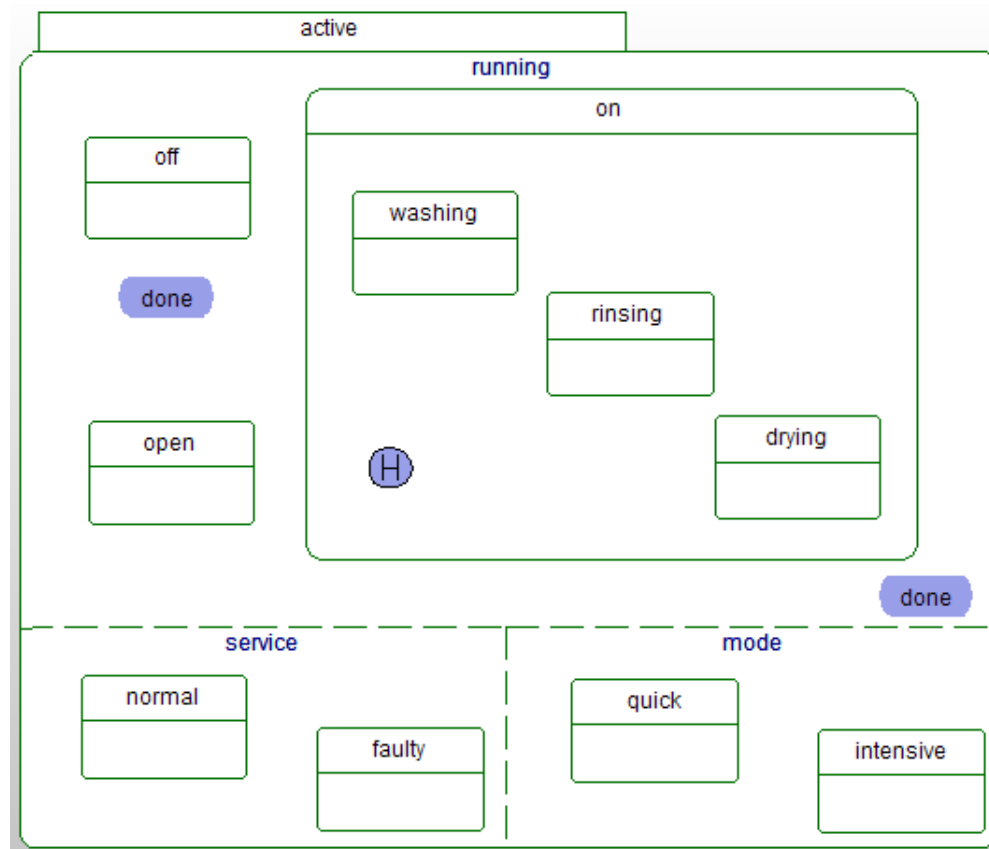 active
running
on
off
washing
done
rinsing
open
drying
H
done
service
mode
normal
quick
faulty
intensive